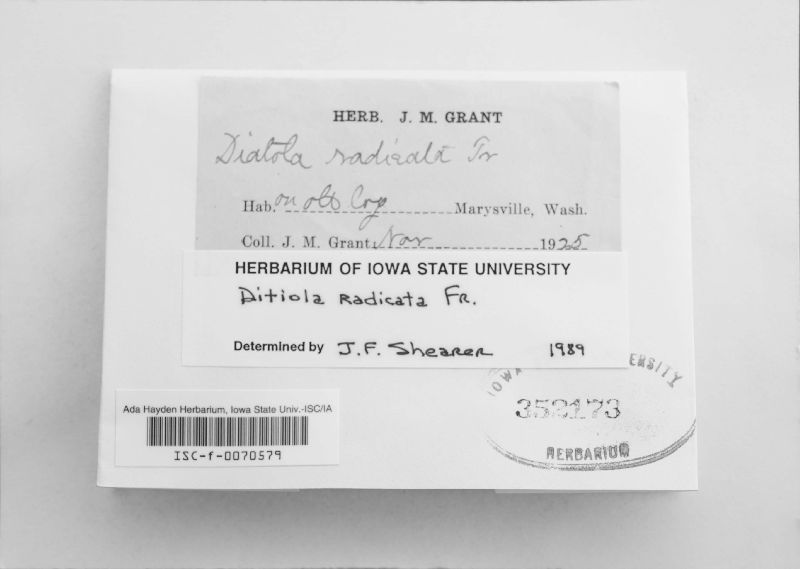 HERB. J. M. GRANT
Diatola radicata Fr
Hab. on old log Marysville, Wash.
Coll. J. M. Grant, Nov 1925
HERBARIUM OF IOWA STATE UNIVERSITY
Ditiola radicata Fr.
Determined by J.F. Shearer 1989
IOWA ERSITY
352173
HERBARIUM
Ada Hayden Herbarium, Iowa State Univ.-ISC/IA
ISC-f-0070579